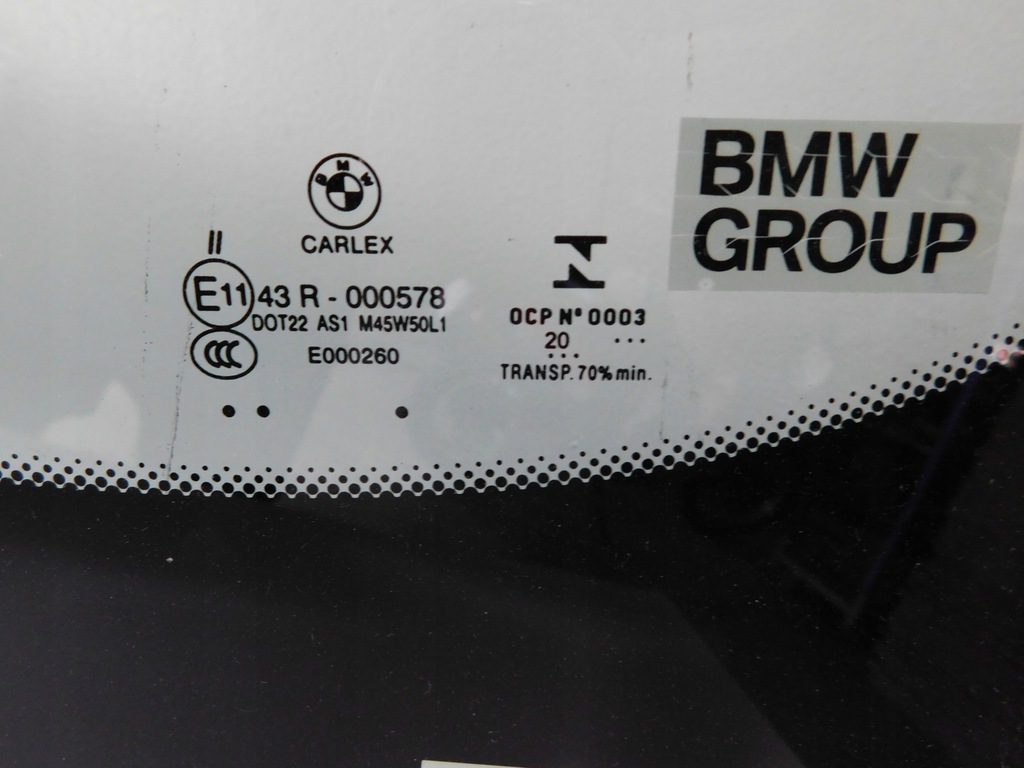 BMW
CARLEX
II
E11 43 R - 000578
DOT22 AS1 M45W50L1
CCC E000260
OCP Nº 0003
20
TRANSP. 70% min.
BMW
GROUP